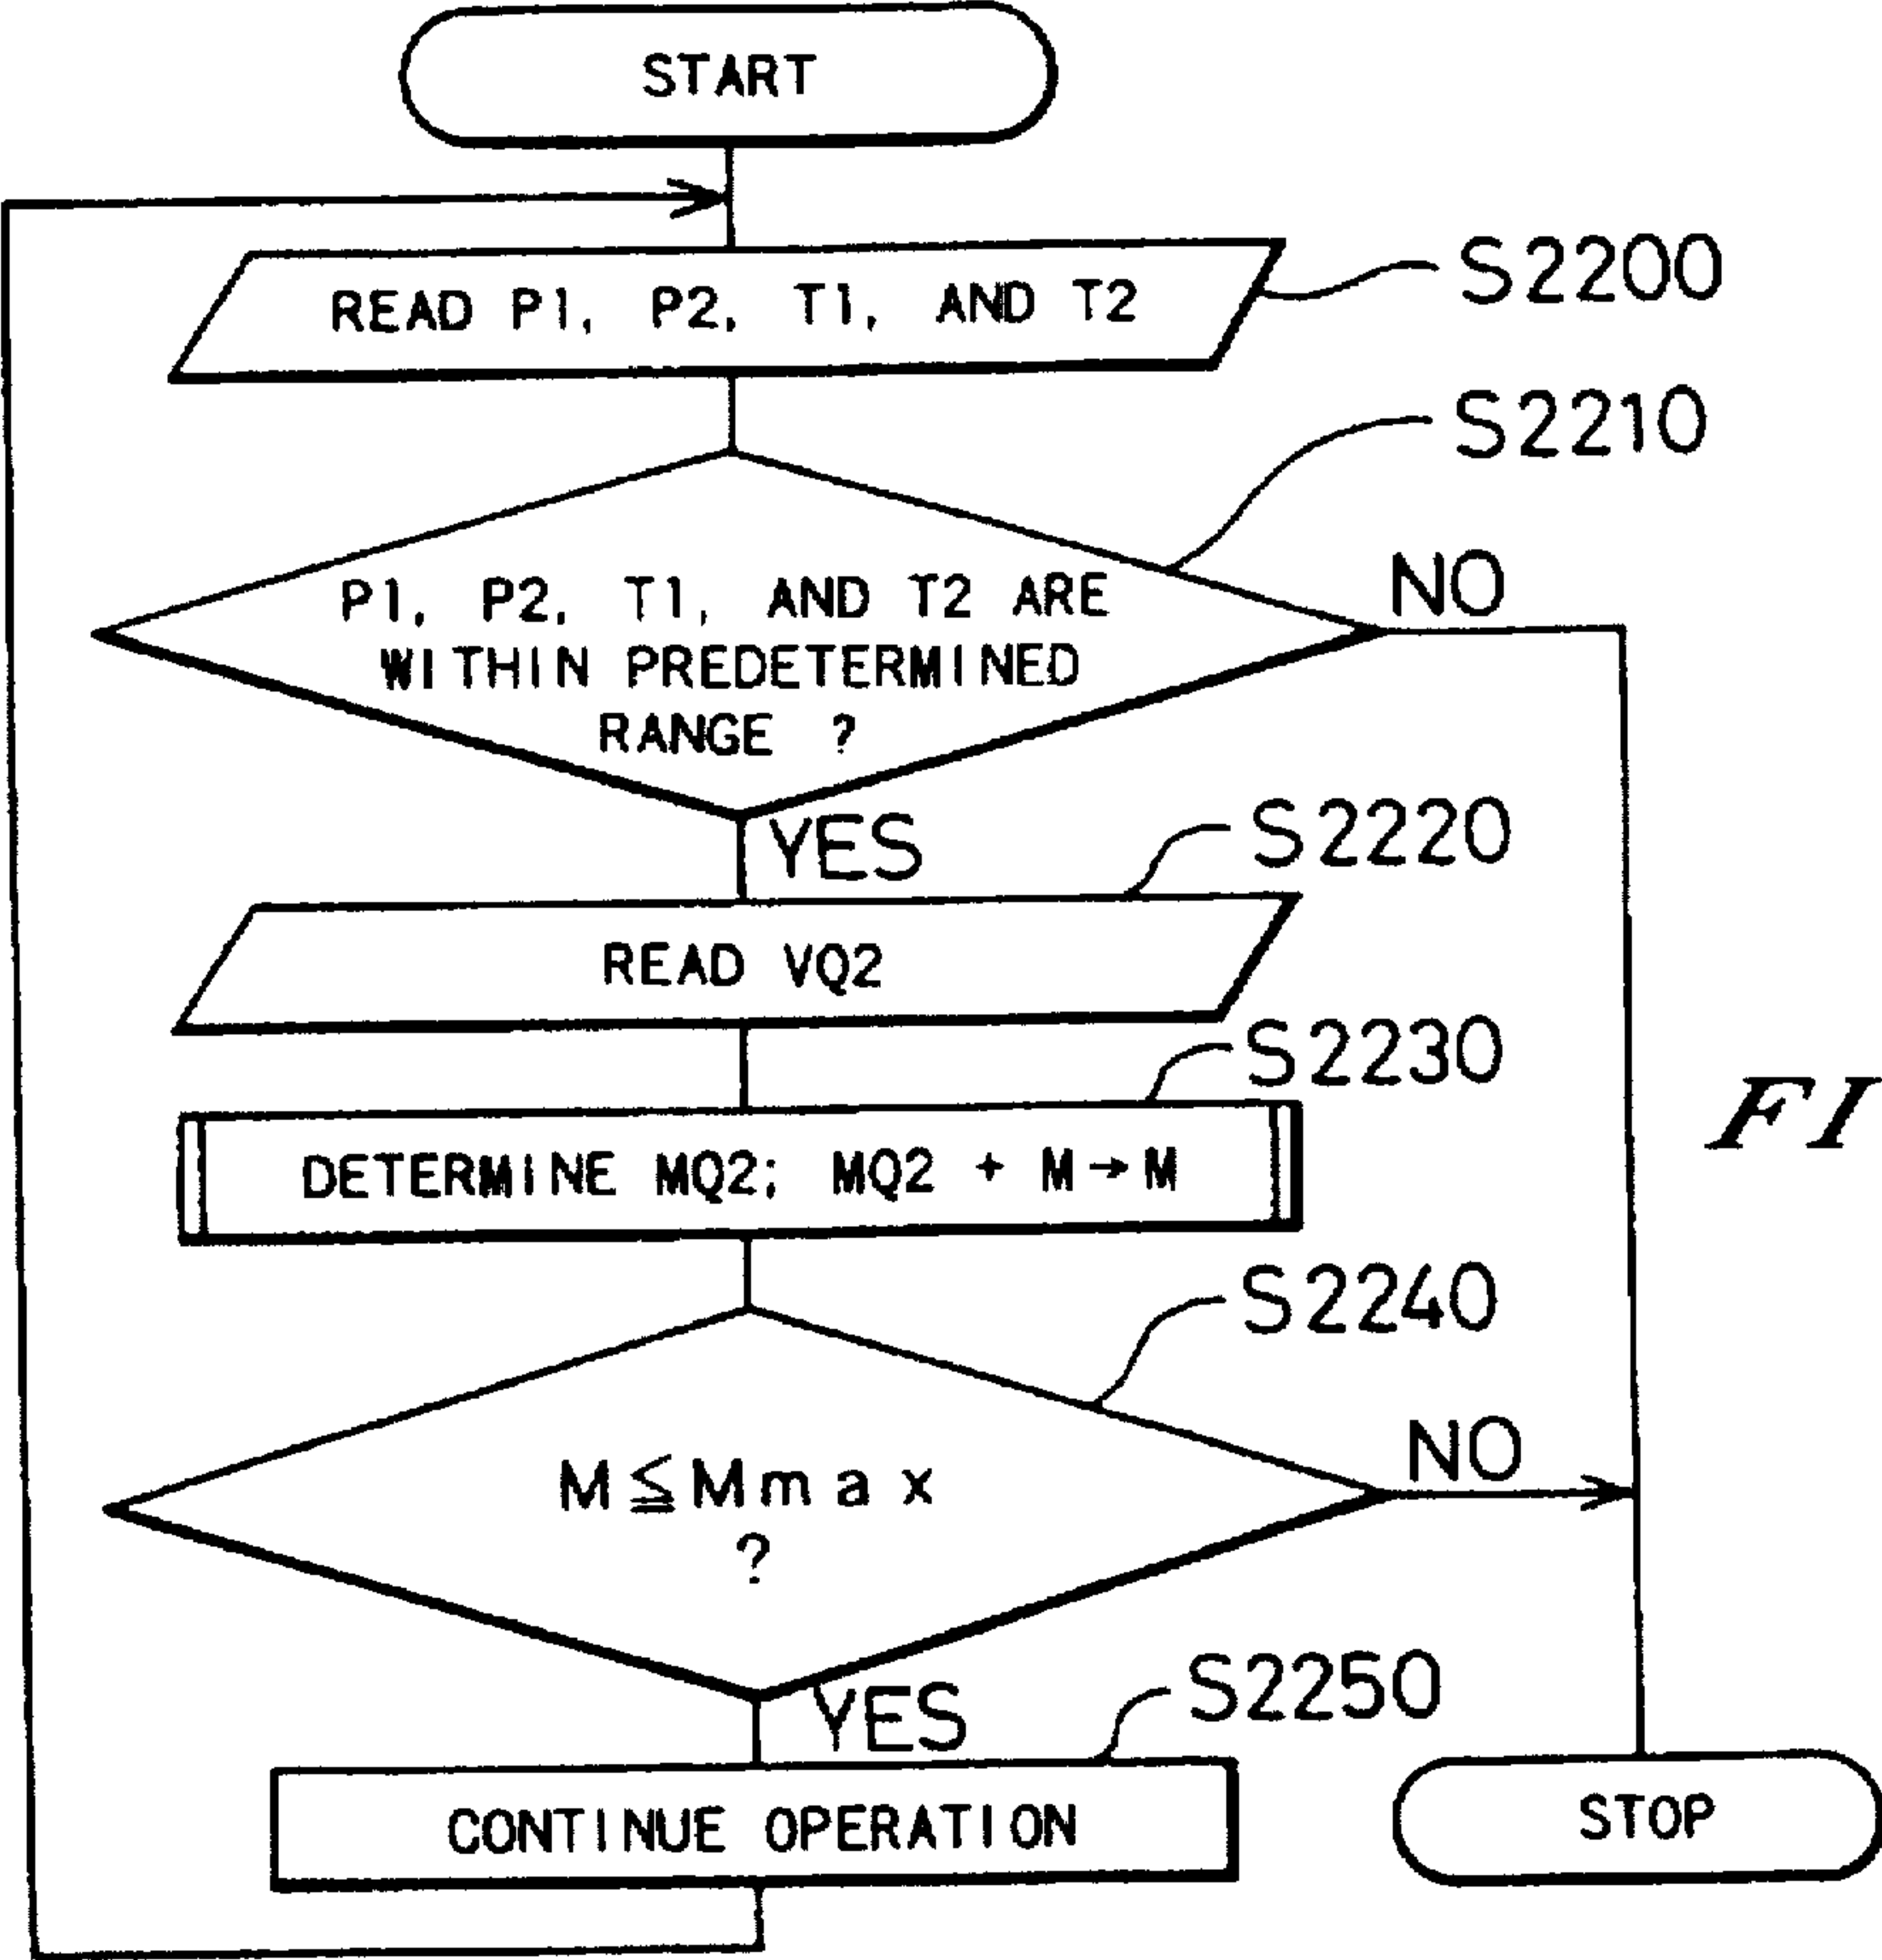 START
READ P1, P2, T1, AND T2
S2200
S2210
P1, P2, T1, AND T2 ARE
WITHIN PREDETERMINED
RANGE ?
NO
YES
S2220
READ VQ2
S2230
DETERMINE MQ2; MQ2 + M→M
FI
S2240
M≦Mmax
?
NO
YES
S2250
CONTINUE OPERATION
STOP